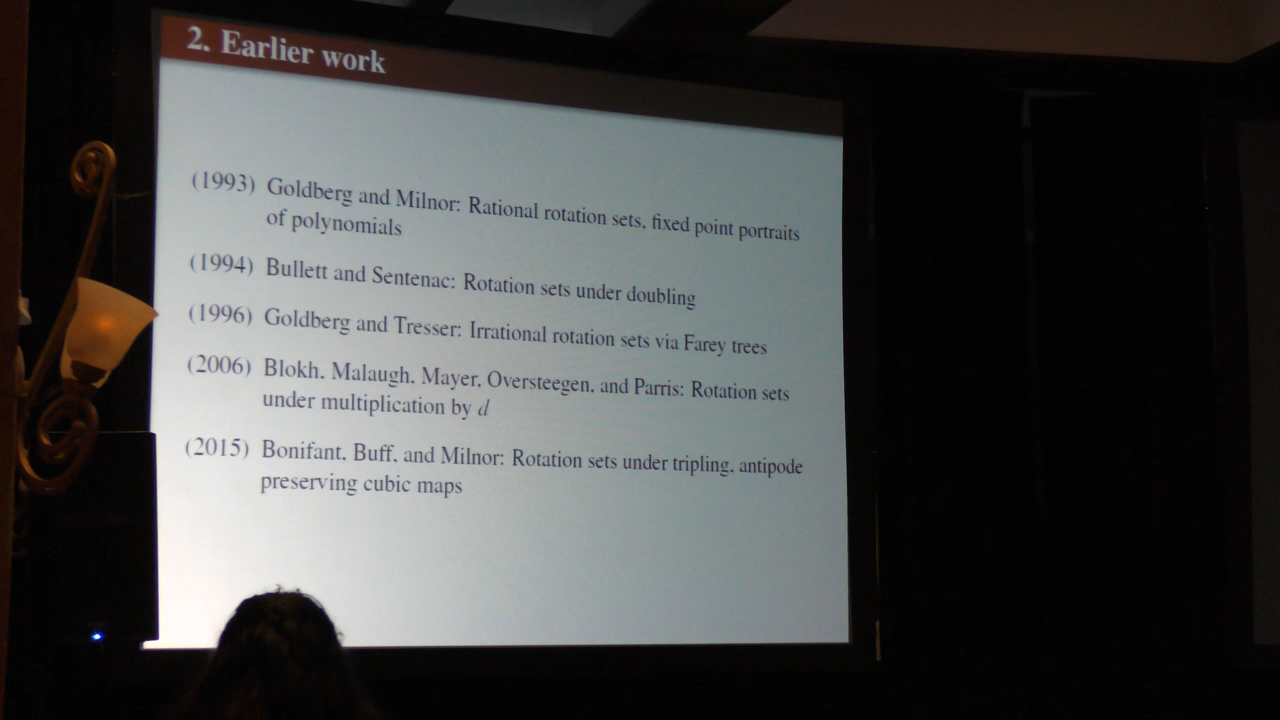 2. Earlier work
(1993) Goldberg and Milnor: Rational rotation sets, fixed point portraits
of polynomials
(1994) Bullett and Sentenac: Rotation sets under doubling
(1996) Goldberg and Tresser: Irrational rotation sets via Farey trees
(2006) Blokh, Malaugh, Mayer, Oversteegen, and Parris: Rotation sets
under multiplication by d
(2015) Bonifant, Buff, and Milnor: Rotation sets under tripling, antipode
preserving cubic maps